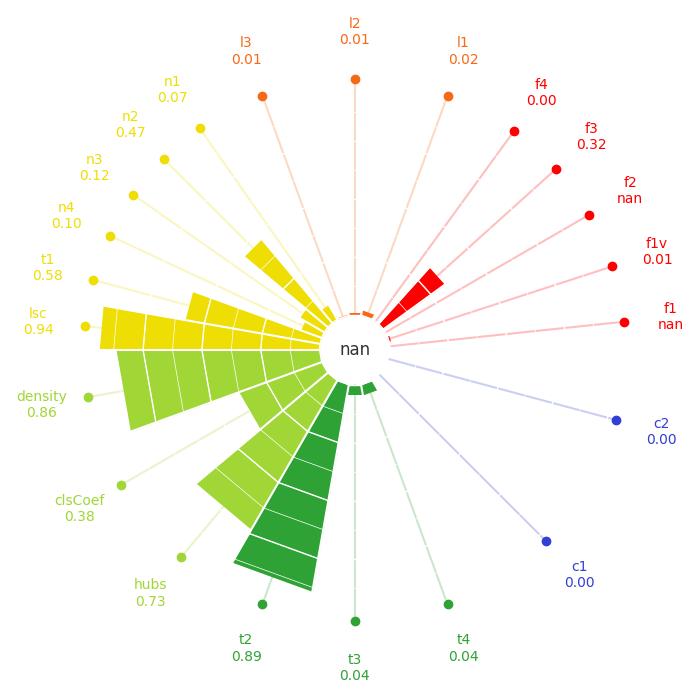 l2
0.01
l3
0.01
l1
0.02
n1
0.07
f4
0.00
n2
0.47
f3
0.32
n3
0.12
f2
nan
n4
0.10
f1v
0.01
t1
0.58
lsc
0.94
f1
nan
nan
density
0.86
c2
0.00
clsCoef
0.38
c1
0.00
hubs
0.73
t2
0.89
t3
0.04
t4
0.04